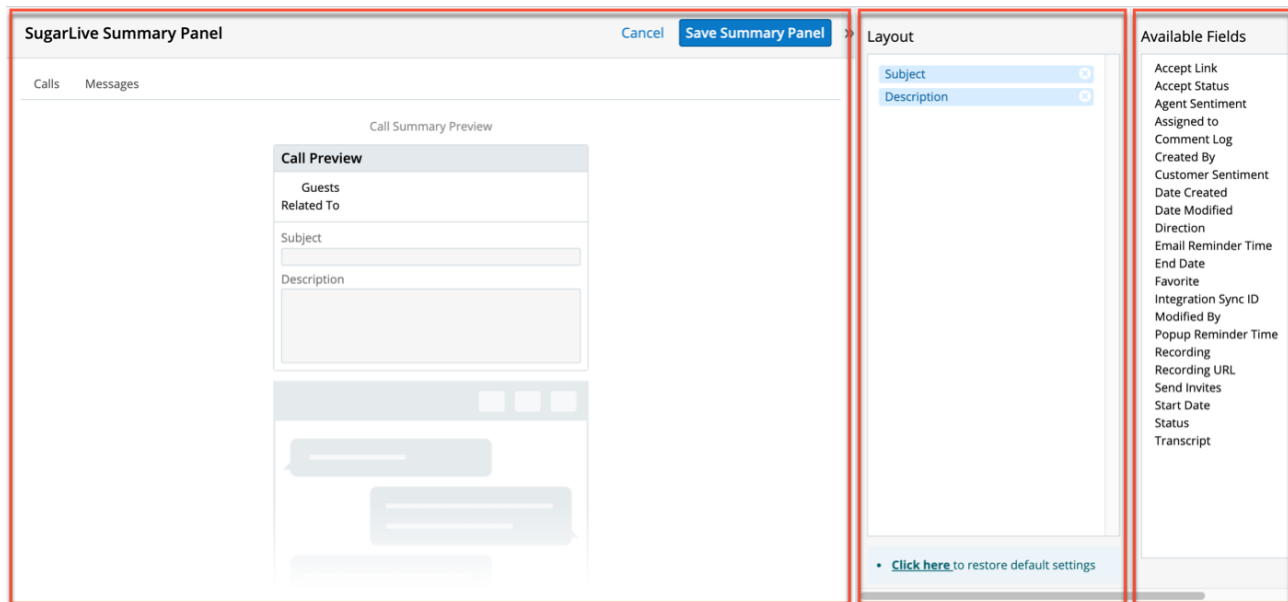 SugarLive Summary Panel
Cancel
Save Summary Panel
»
Calls
Messages
Call Summary Preview
Call Preview
Guests
Related To
Subject
Description
Layout
Subject
Description
• Click here to restore default settings
Available Fields
Accept Link
Accept Status
Agent Sentiment
Assigned to
Comment Log
Created By
Customer Sentiment
Date Created
Date Modified
Direction
Email Reminder Time
End Date
Favorite
Integration Sync ID
Modified By
Popup Reminder Time
Recording
Recording URL
Send Invites
Start Date
Status
Transcript